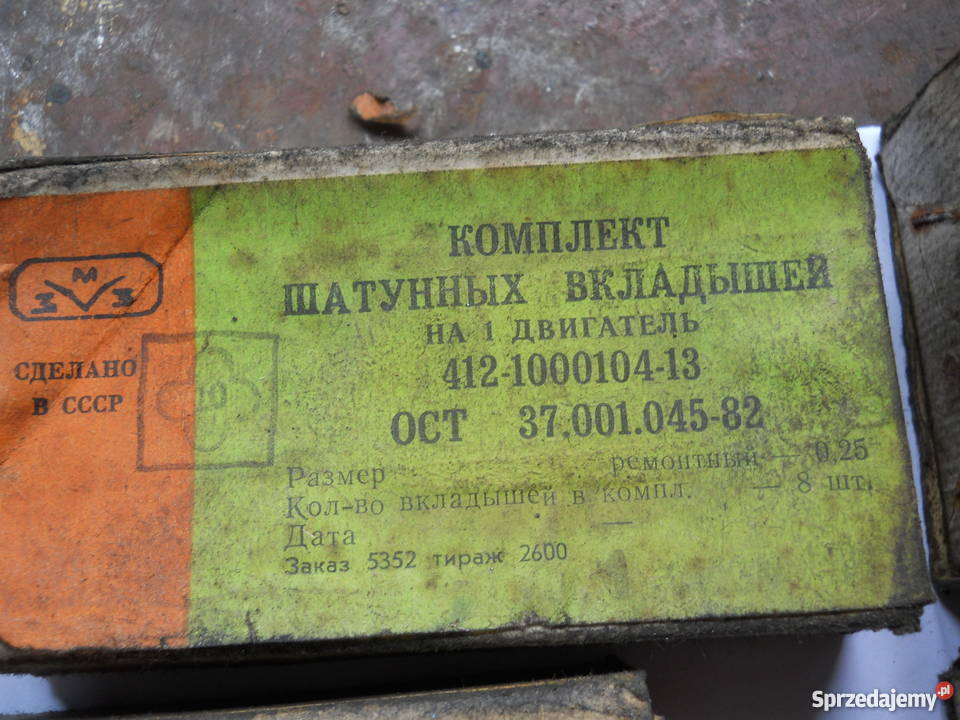 ЗМЗ
СДЕЛАНО
В СССР
КОМПЛЕКТ
ШАТУННЫХ ВКЛАДЫШЕЙ
НА 1 ДВИГАТЕЛЬ
412-1000104-13
ОСТ 37.001.045-82
Размер ремонтный — 0,25
Кол-во вкладышей в компл. — 8 шт.
Дата —
Заказ 5352 тираж 2600
Sprzedajemy.pl